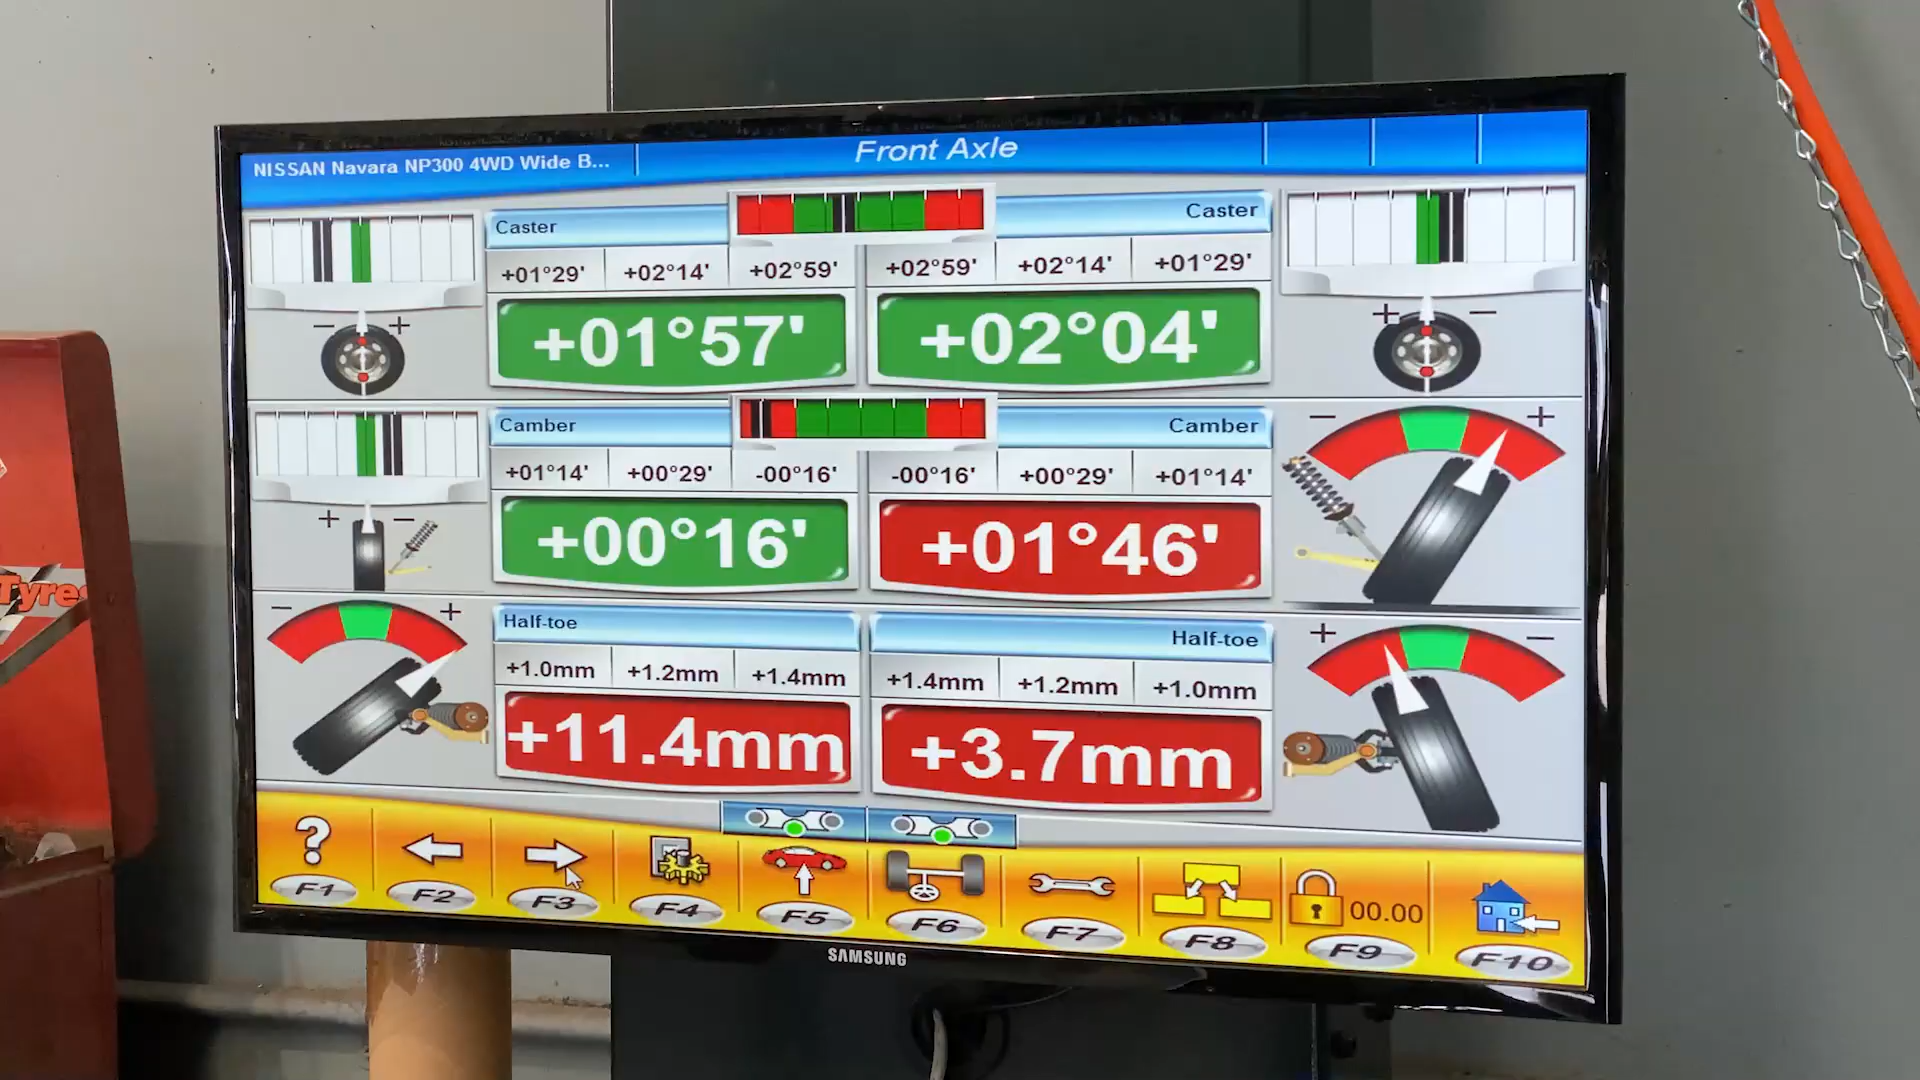 NISSAN Navara NP300 4WD Wide B...
Front Axle
Caster
Caster
+01°29' +02°14' +02°59' +02°59' +02°14' +01°29'
+01°57' +02°04'
- + + -
Camber
Camber
+01°14' +00°29' -00°16' -00°16' +00°29' +01°14'
- +
+00°16' +01°46'
+ -
Half-toe
Half-toe
- + + -
+1.0mm +1.2mm +1.4mm +1.4mm +1.2mm +1.0mm
+11.4mm +3.7mm
?
00.00
F1 F2 F3 F4 F5 F6 F7 F8 F9 F10
SAMSUNG
Tyre